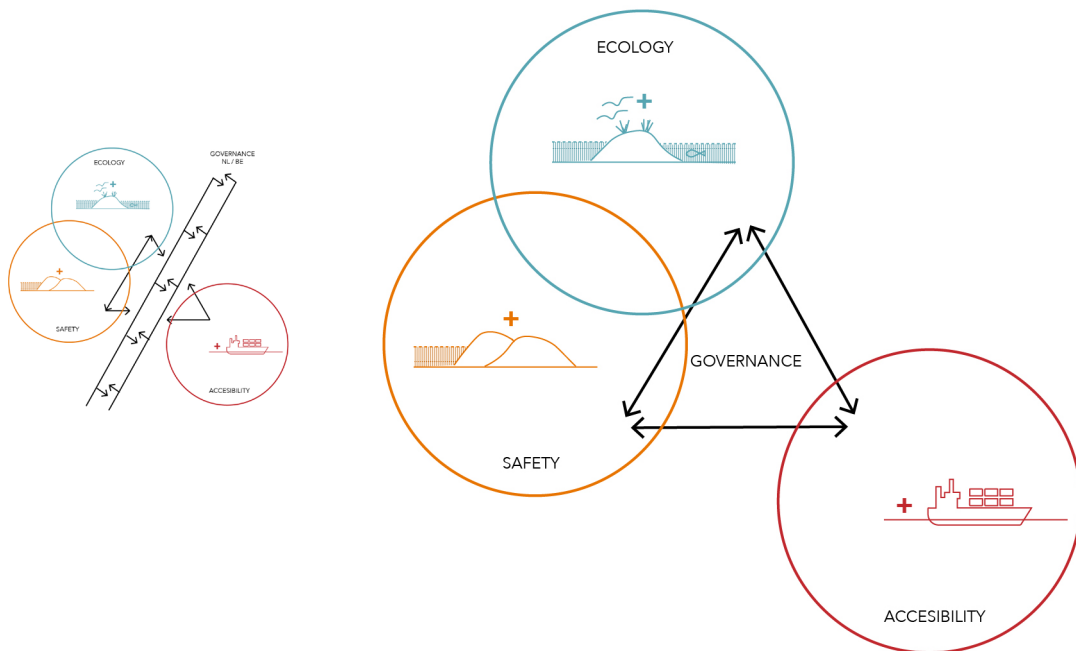 ECOLOGY
GOVERNANCE
NL / BE
SAFETY
ACCESIBILITY
ECOLOGY
GOVERNANCE
SAFETY
ACCESIBILITY